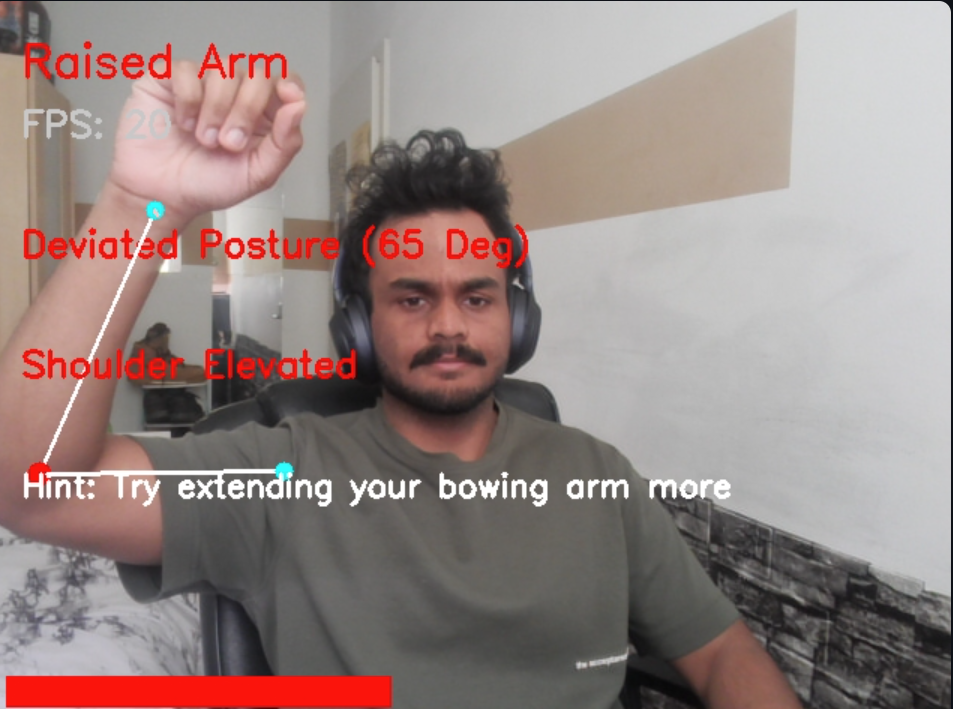 Raised Arm
FPS: 20
Deviated Posture (65 Deg)
Shoulder Elevated
Hint: Try extending your bowing arm more